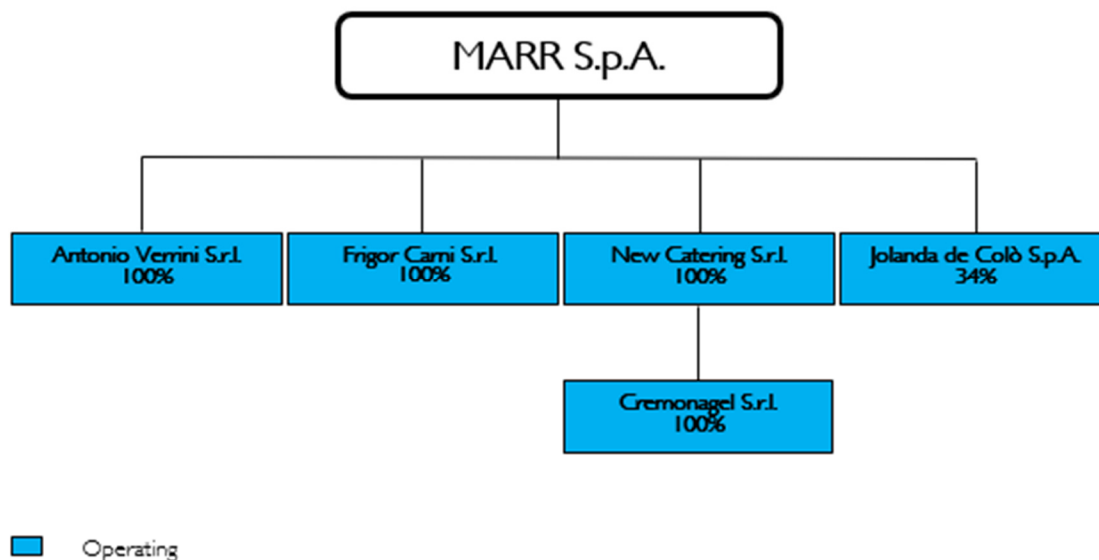 MARR S.p.A.
Antonio Verrini S.r.l.
100%
Frigor Carni S.r.l.
100%
New Catering S.r.l.
100%
Jolanda de Colò S.p.A.
34%
Cremonagel S.r.l.
100%
Operating